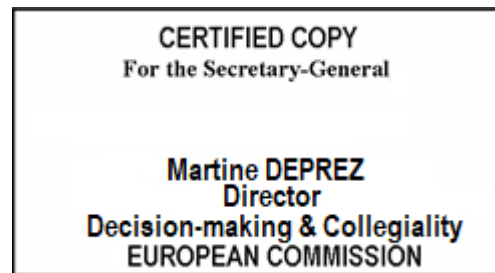 CERTIFIED COPY
For the Secretary-General
Martine DEPREZ
Director
Decision-making & Collegiality
EUROPEAN COMMISSION